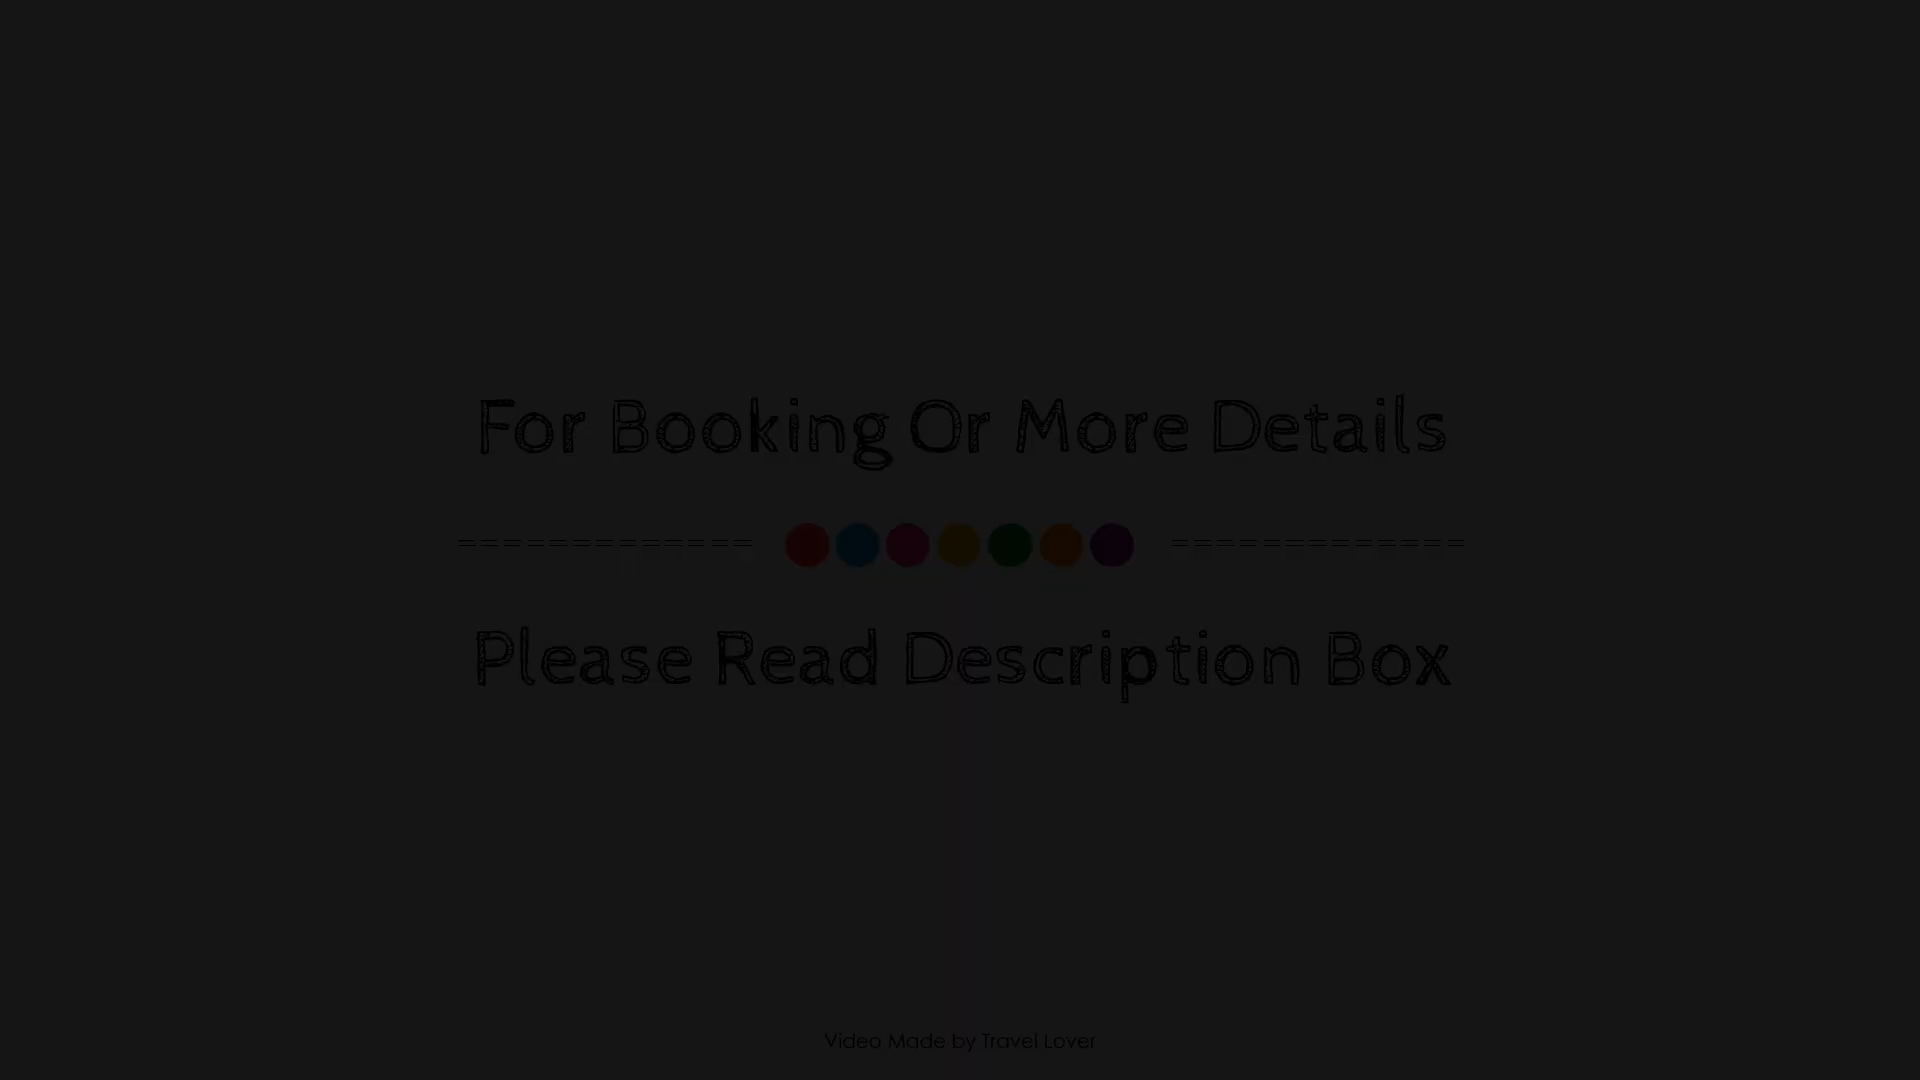 For Booking Or More Details
============= =============
Please Read Description Box
Video Made by Travel Lover